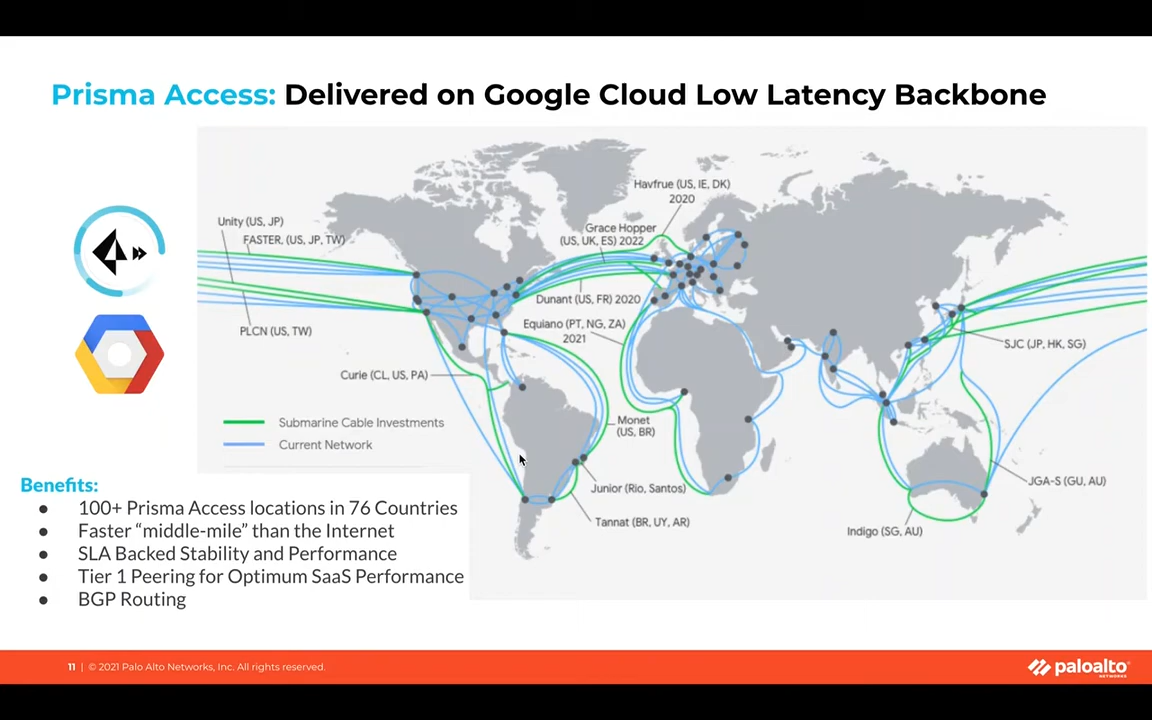 Prisma Access: Delivered on Google Cloud Low Latency Backbone
Havfrue (US, IE, DK)
2020
Unity (US, JP)
FASTER, (US, JP, TW)
Grace Hopper
(US, UK, ES) 2022
Dunant (US, FR) 2020
PLCN (US, TW)
Equiano (PT, NG, ZA)
2021
SJC (JP, HK, SG)
Curie (CL, US, PA)
Submarine Cable Investments
Current Network
Monet
(US, BR)
Junior (Rio, Santos)
JGA-S (GU, AU)
Tannat (BR, UY, AR)
Indigo (SG, AU)
Benefits:
● 100+ Prisma Access locations in 76 Countries
● Faster “middle-mile” than the Internet
● SLA Backed Stability and Performance
● Tier 1 Peering for Optimum SaaS Performance
● BGP Routing
11 | © 2021 Palo Alto Networks, Inc. All rights reserved.
paloalto
NETWORKS